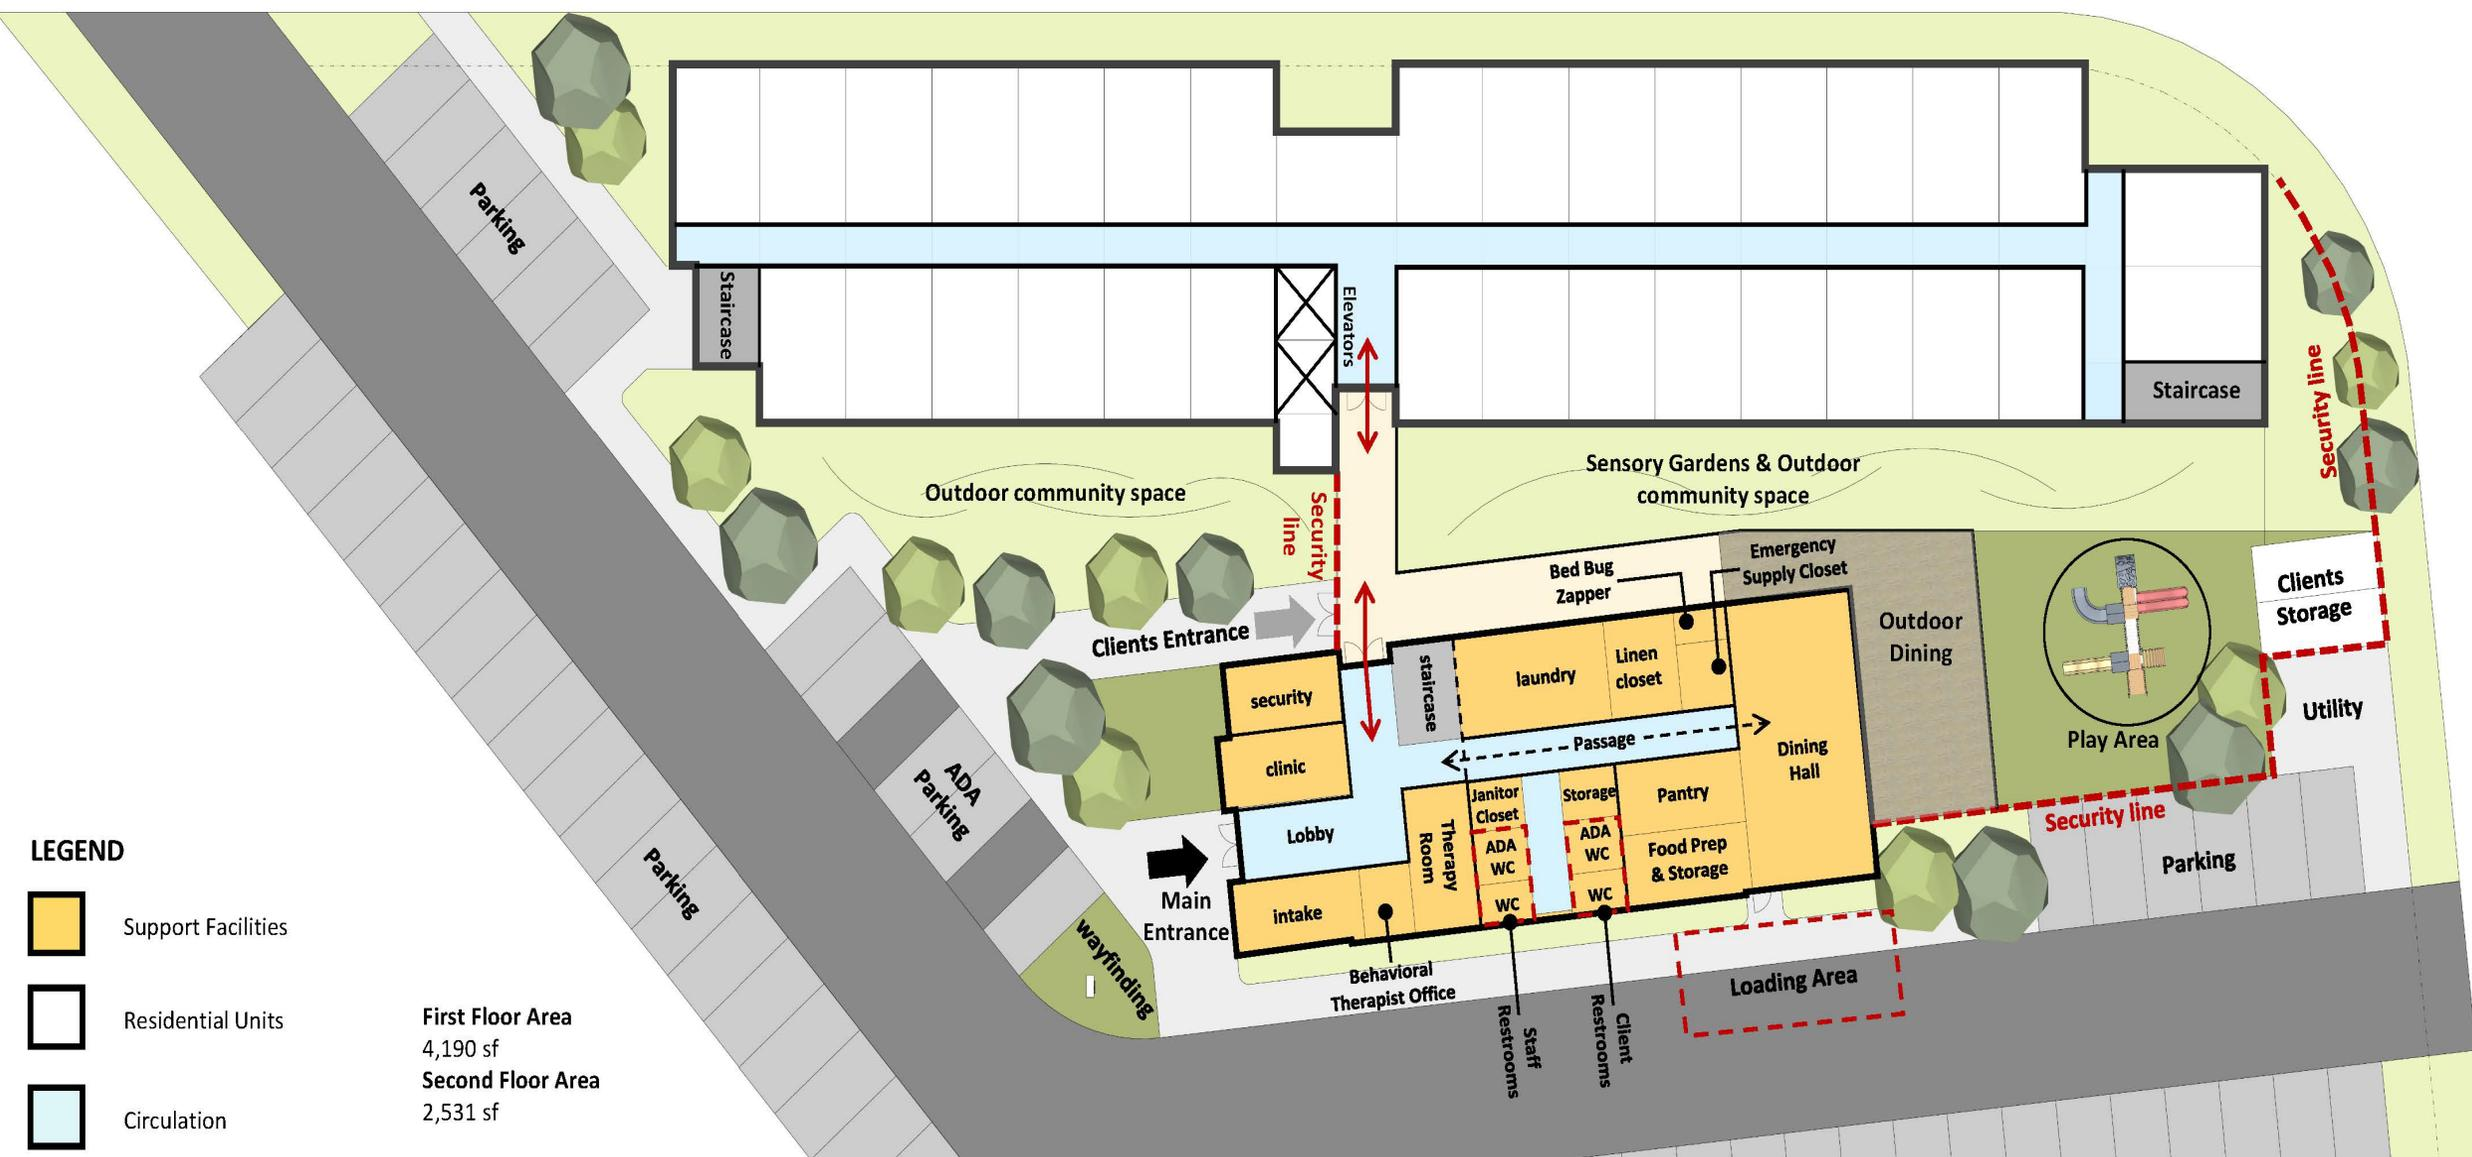 Parking
Staircase
Elevators
Staircase
Security line
Outdoor community space
Sensory Gardens & Outdoor
community space
Security
line
Bed Bug
Zapper
Emergency
Supply Closet
Clients
Storage
Clients Entrance
Outdoor
Dining
security
staircase
laundry
Linen
closet
Utility
Play Area
Passage
Dining
Hall
clinic
ADA
Parking
Janitor
Closet
Storage
Pantry
Security line
Lobby
Therapy
Room
ADA
WC
ADA
WC
Food Prep
& Storage
Parking
Parking
Main
Entrance
intake
WC
WC
wayfinding
Behavioral
Therapist Office
Loading Area
Staff
Restrooms
Client
Restrooms
LEGEND
Support Facilities
Residential Units
Circulation
First Floor Area
4,190 sf
Second Floor Area
2,531 sf